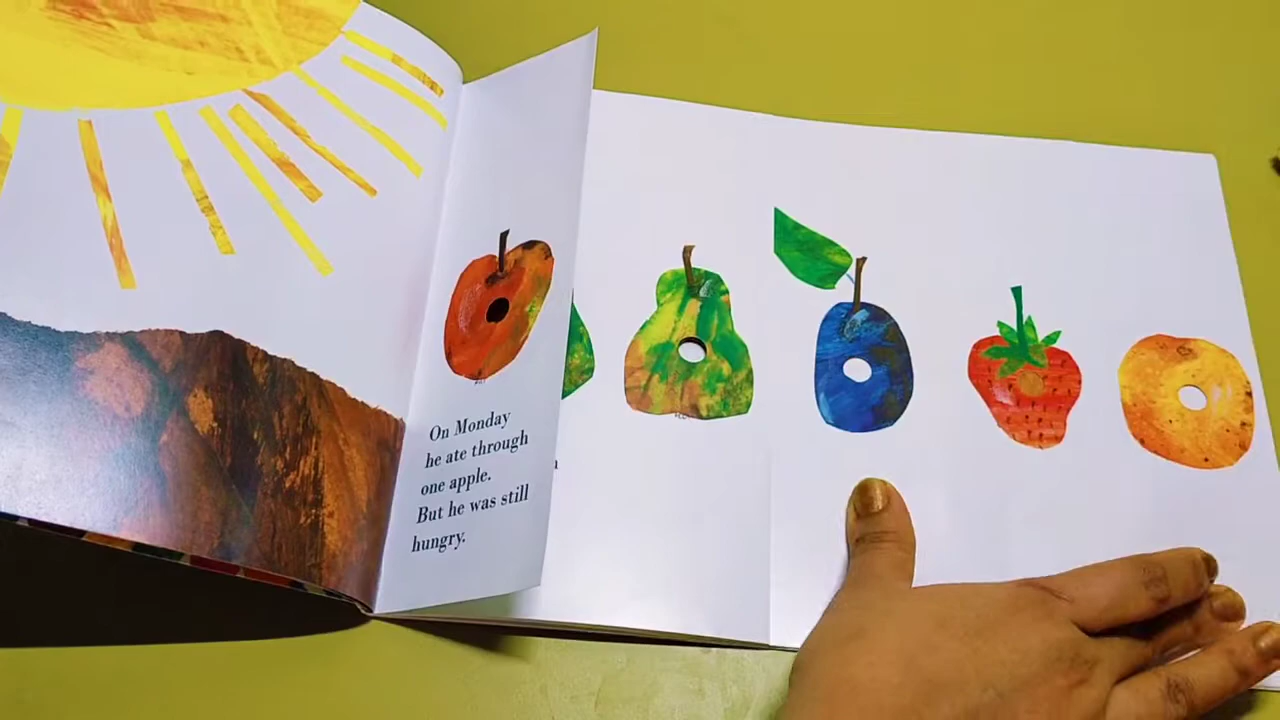 On Monday
he ate through
one apple.
But he was still
hungry.